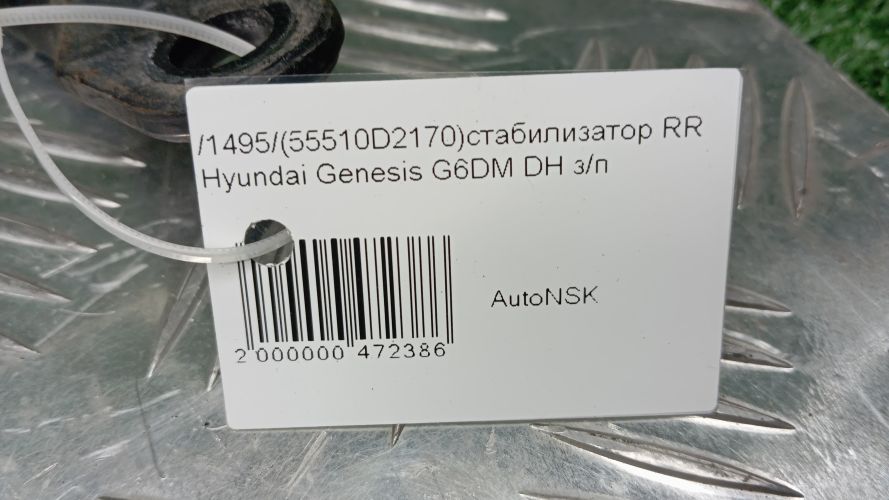 /1495/(55510D2170)стабилизатор RR
Hyundai Genesis G6DM DH з/п
AutoNSK
2 000000 472386